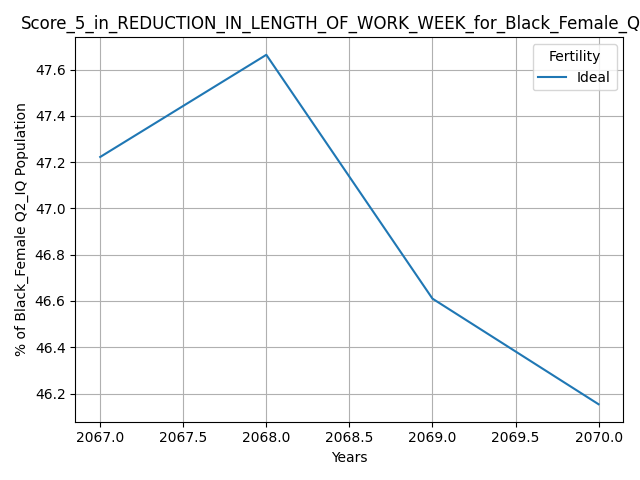 Score_5_in_REDUCTION_IN_LENGTH_OF_WORK_WEEK_for_Black_Female_Q
Fertility
Ideal
% of Black_Female Q2_IQ Population
47.6
47.4
47.2
47.0
46.8
46.6
46.4
46.2
2067.0 2067.5 2068.0 2068.5 2069.0 2069.5 2070.0
Years